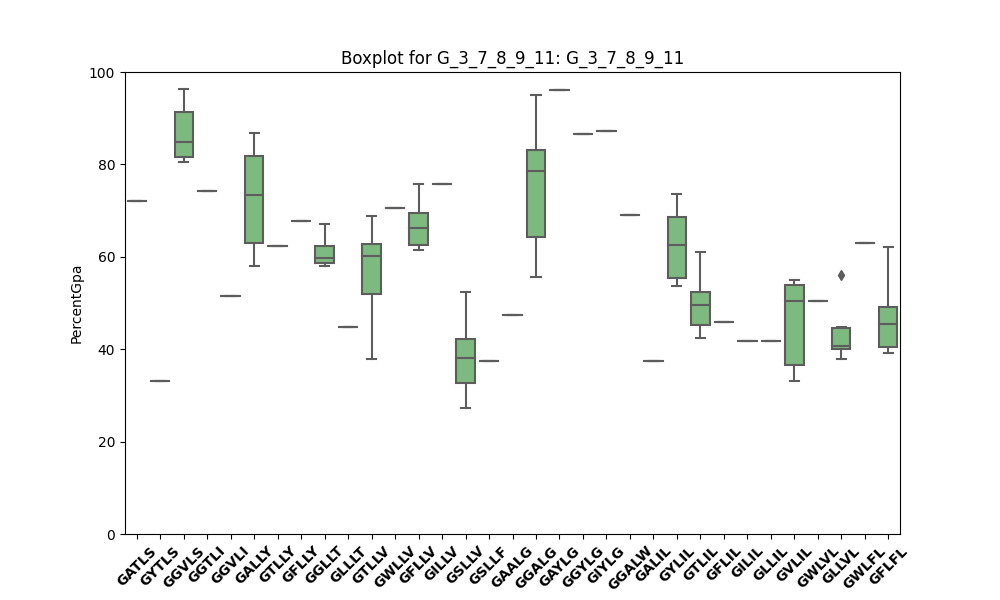 Boxplot for G_3_7_8_9_11: G_3_7_8_9_11
PercentGpa
100
80
60
40
20
0
GATLS
GYTLS
GGVLS
GGTLI
GGVLI
GALLY
GTLLY
GFLLY
GGLLT
GLLLT
GTLLV
GWLLV
GFLLV
GILLV
GSLLV
GSLLF
GAALG
GGALG
GAYLG
GGYLG
GIYLG
GGALW
GALIL
GYLIL
GTLIL
GFLIL
GILIL
GLLIL
GVLIL
GWLVL
GLLVL
GWLFL
GFLFL